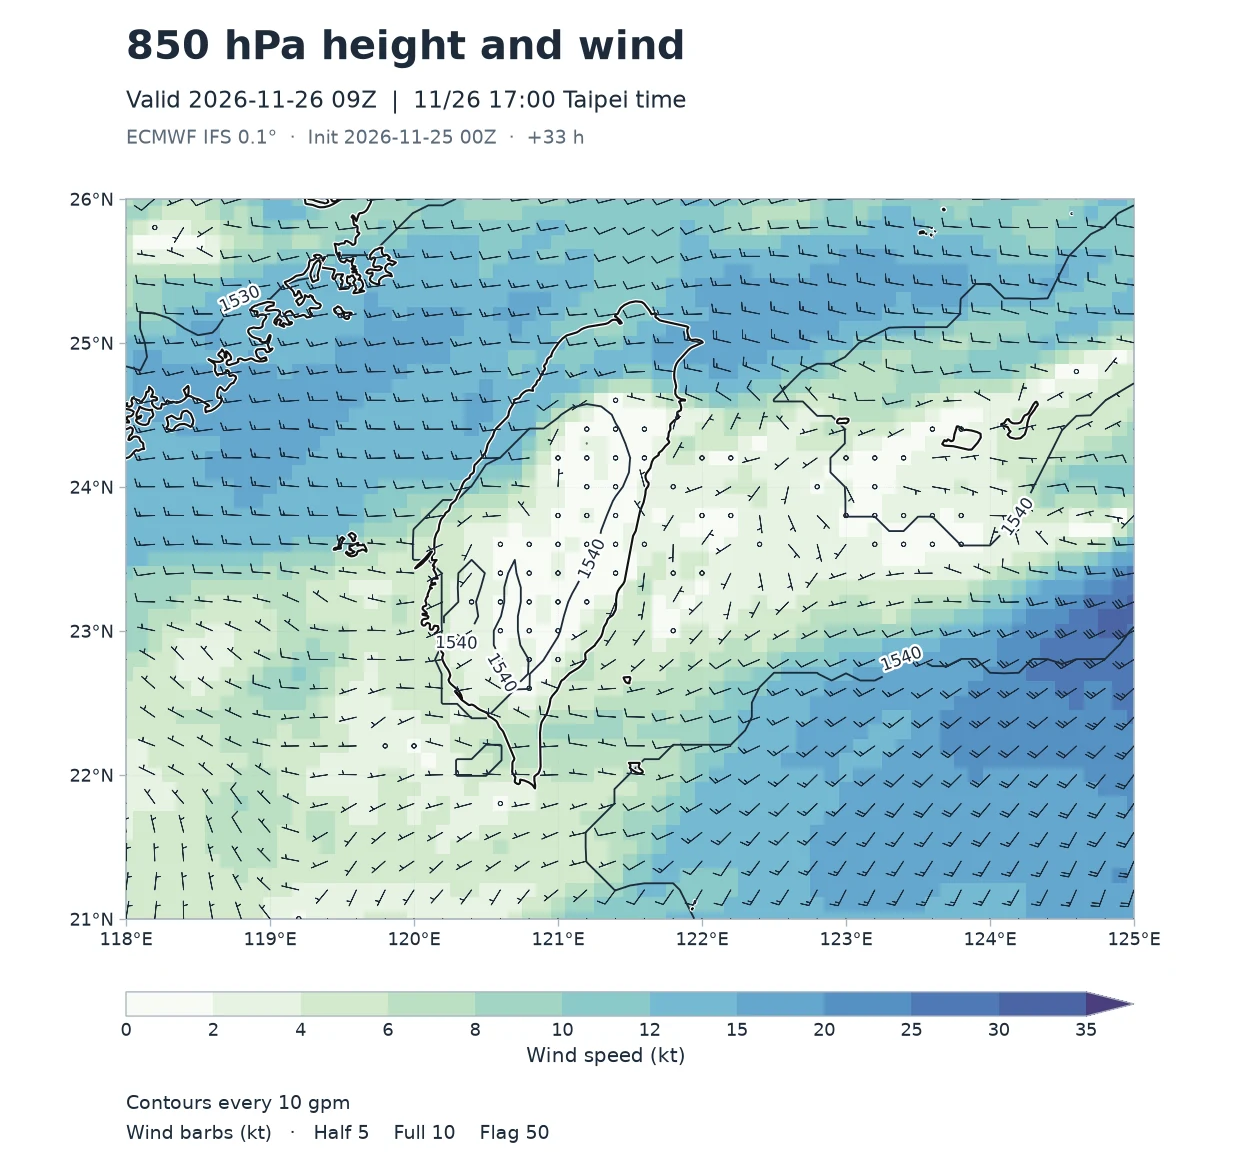 850 hPa height and wind
Valid 2026-11-26 09Z | 11/26 17:00 Taipei time
ECMWF IFS 0.1° · Init 2026-11-25 00Z · +33 h
26°N
1530
25°N
24°N
1540
1540
23°N
1540
1540
1540
22°N
21°N
118°E 119°E 120°E 121°E 122°E 123°E 124°E 125°E
0 2 4 6 8 10 12 15 20 25 30 35
Wind speed (kt)
Contours every 10 gpm
Wind barbs (kt) · Half 5 Full 10 Flag 50